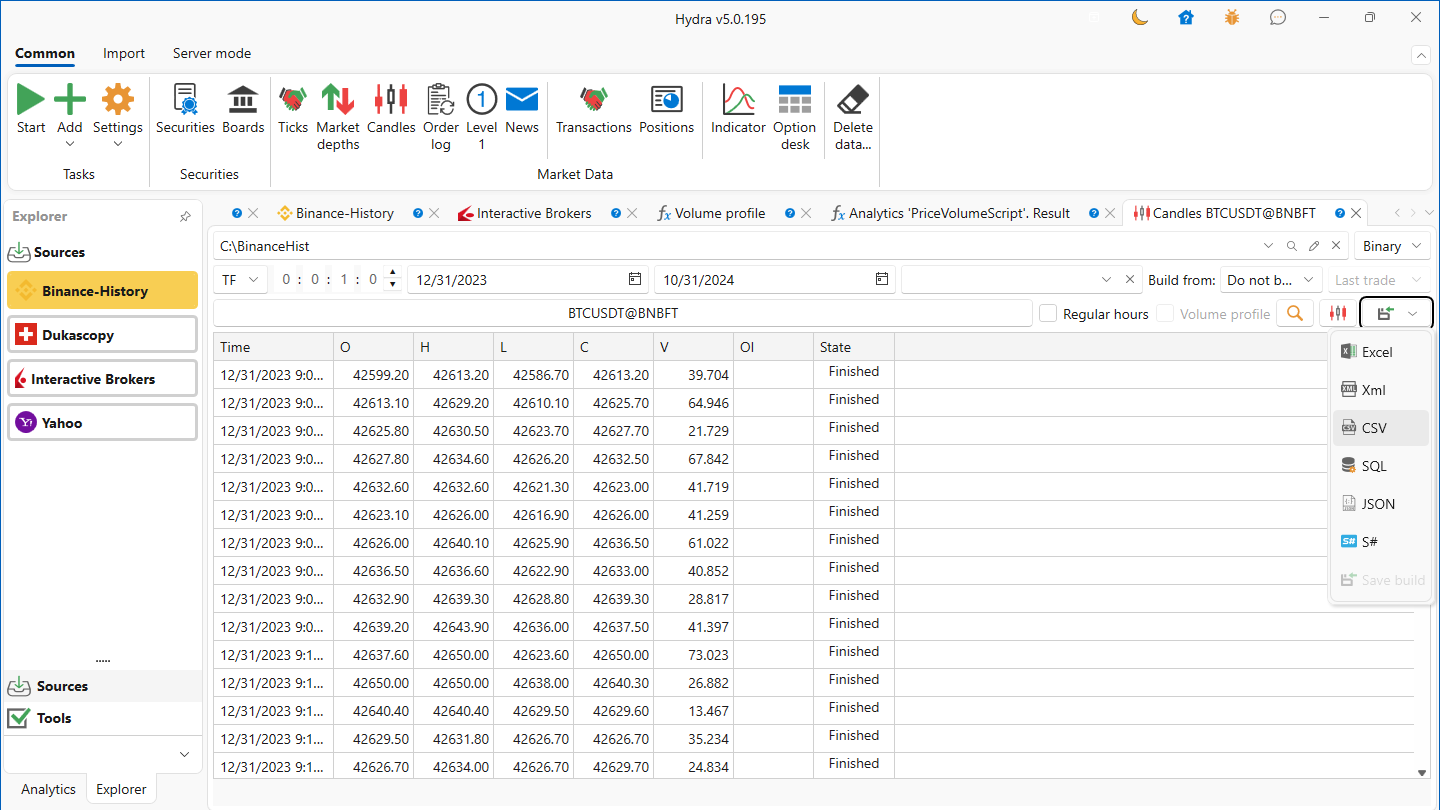 Hydra v5.0.195
Common Import Server mode
Start Add Settings Securities Boards Ticks Market depths Candles Order log Level 1 News Transactions Positions Indicator Option desk Delete data...
Tasks Securities Market Data
Explorer
Binance-History Interactive Brokers Volume profile Analytics 'PriceVolumeScript'. Result Candles BTCUSDT@BNBFT
Sources
Binance-History
Dukascopy
Interactive Brokers
Yahoo
Sources
Tools
Analytics Explorer
C:\BinanceHist Binary
TF 0 : 0 : 1 : 0 12/31/2023 10/31/2024 Build from: Do not b... Last trade
BTCUSDT@BNBFT Regular hours Volume profile
Time O H L C V OI State
12/31/2023 9:0... 42599.20 42613.20 42586.70 42613.20 39.704 Finished
12/31/2023 9:0... 42613.10 42629.20 42610.10 42625.70 64.946 Finished
12/31/2023 9:0... 42625.80 42630.50 42623.70 42627.70 21.729 Finished
12/31/2023 9:0... 42627.80 42634.60 42626.20 42632.50 67.842 Finished
12/31/2023 9:0... 42632.60 42632.60 42621.30 42623.00 41.719 Finished
12/31/2023 9:0... 42623.10 42626.00 42616.90 42626.00 41.259 Finished
12/31/2023 9:0... 42626.00 42640.10 42625.90 42636.50 61.022 Finished
12/31/2023 9:0... 42636.50 42636.60 42622.90 42633.00 40.852 Finished
12/31/2023 9:0... 42632.90 42639.30 42628.80 42639.30 28.817 Finished
12/31/2023 9:0... 42639.20 42643.90 42636.00 42637.50 41.397 Finished
12/31/2023 9:1... 42637.60 42650.00 42623.60 42650.00 73.023 Finished
12/31/2023 9:1... 42650.00 42650.00 42638.00 42640.30 26.882 Finished
12/31/2023 9:1... 42640.40 42640.40 42629.50 42629.60 13.467 Finished
12/31/2023 9:1... 42629.50 42631.80 42626.70 42626.70 35.234 Finished
12/31/2023 9:1... 42626.70 42634.00 42626.70 42629.70 24.834 Finished
Excel
Xml
CSV
SQL
JSON
S#
Save build